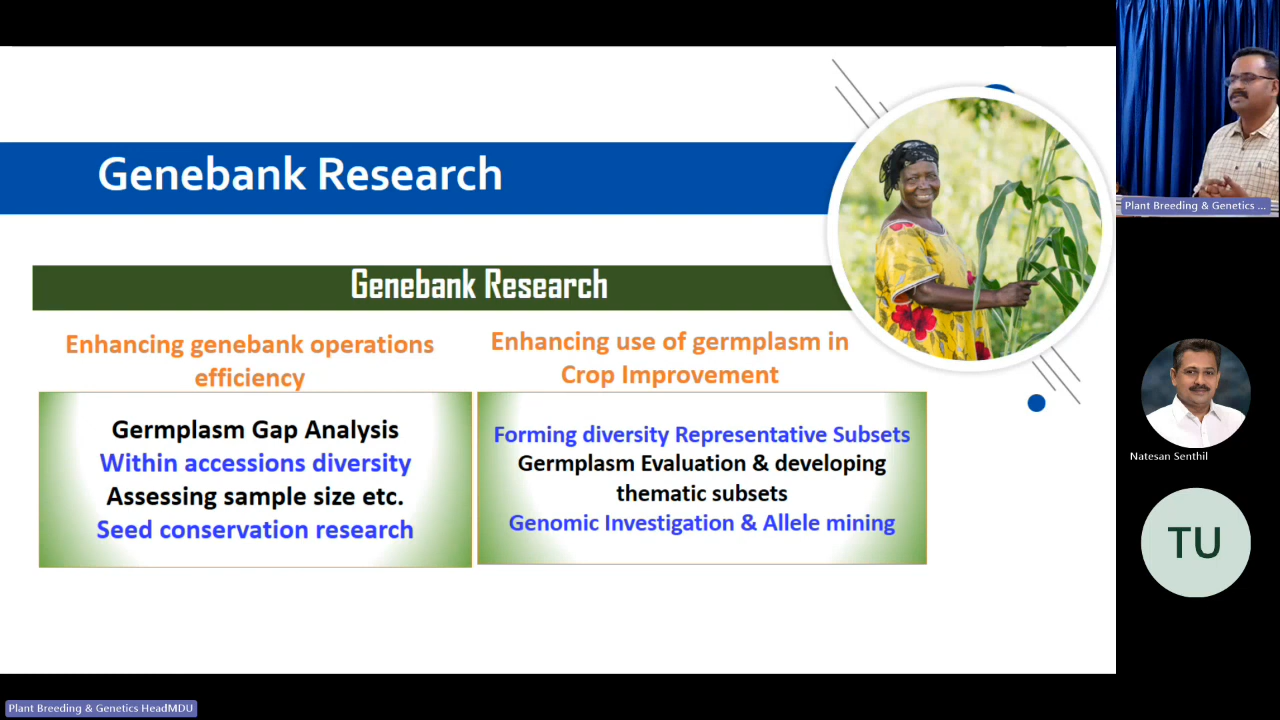 Genebank Research
Genebank Research
Enhancing genebank operations
efficiency
Germplasm Gap Analysis
Within accessions diversity
Assessing sample size etc.
Seed conservation research
Enhancing use of germplasm in
Crop Improvement
Forming diversity Representative Subsets
Germplasm Evaluation & developing
thematic subsets
Genomic Investigation & Allele mining
Plant Breeding & Genetics ...
Natesan Senthil
TU
Plant Breeding & Genetics HeadMDU